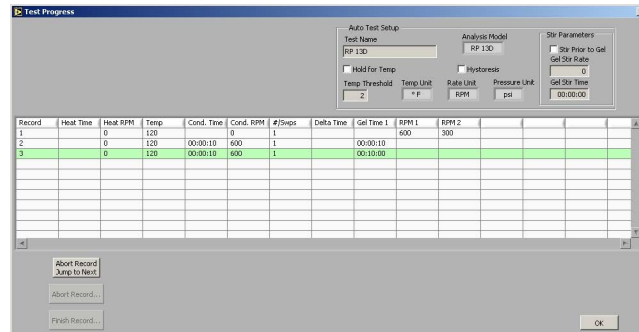 Test Progress
Auto Test Setup
Test Name
RP 13D
Analysis Model
RP 13D
Hold for Temp
Hystoresis
Temp Threshold
2
Temp Unit
° F
Rate Unit
RPM
Pressure Unit
psi
Stir Parameters
Stir Prior to Gel
Gel Stir Rate
0
Gel Stir Time
00:00:00
Record Heat Time Heat RPM Temp Cond. Time Cond. RPM #/Swps Delta Time Gel Time 1 RPM 1 RPM 2
1 0 120 0 1 600 300
2 0 120 00:00:10 600 1 00:00:10
3 0 120 00:00:10 600 1 00:10:00
Abort Record
Jump to Next
Abort Record...
Finish Record...
OK